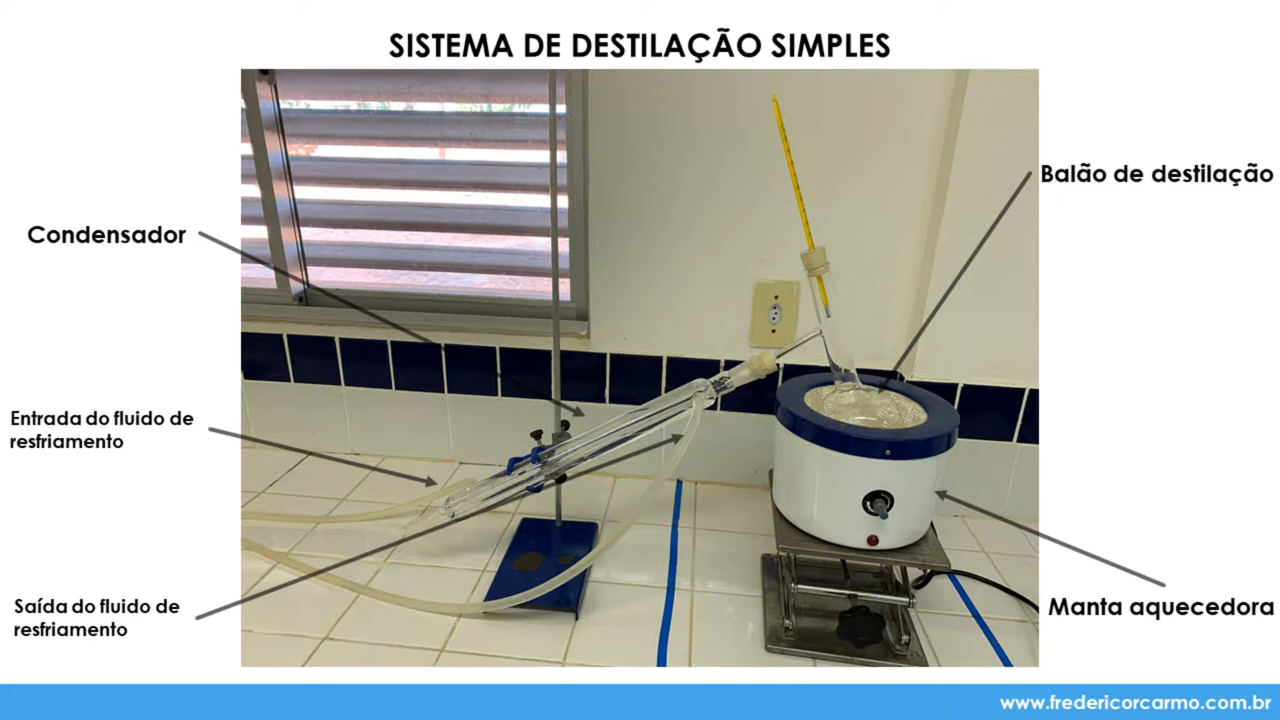 SISTEMA DE DESTILAÇÃO SIMPLES
Balão de destilação
Condensador
Entrada do fluido de
resfriamento
Saída do fluido de
resfriamento
Manta aquecedora
www.fredericorcarmo.com.br